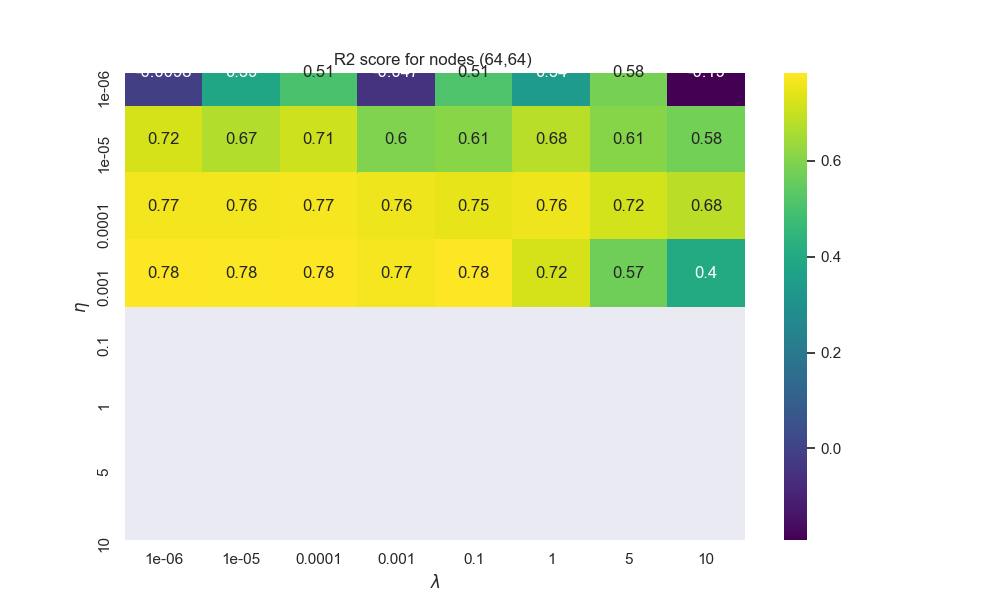 R2 score for nodes (64,64)
1e-06 0.51 0.51 0.58
1e-05 0.72 0.67 0.71 0.6 0.61 0.68 0.61 0.58
0.0001 0.77 0.76 0.77 0.76 0.75 0.76 0.72 0.68
0.001 0.78 0.78 0.78 0.77 0.78 0.72 0.57 0.4
0.1
1
5
10
η
1e-06 1e-05 0.0001 0.001 0.1 1 5 10
λ
0.6
0.4
0.2
0.0